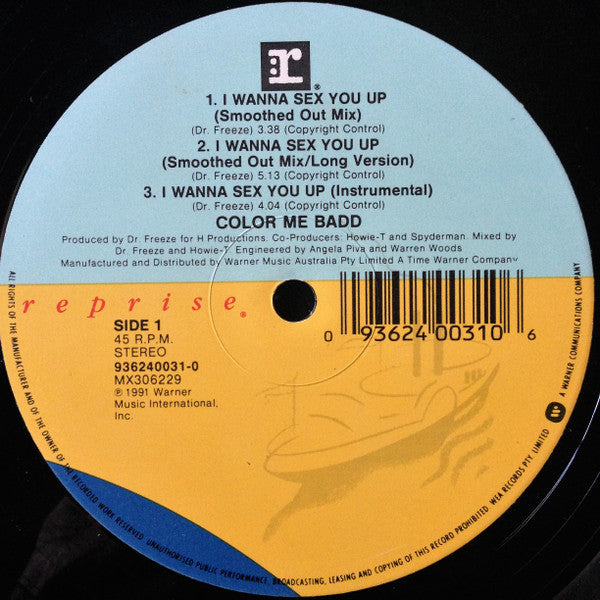 r®
1. I WANNA SEX YOU UP
(Smoothed Out Mix)
(Dr. Freeze) 3.38 (Copyright Control)
2. I WANNA SEX YOU UP
(Smoothed Out Mix/Long Version)
(Dr. Freeze) 5.13 (Copyright Control)
3. I WANNA SEX YOU UP (Instrumental)
(Dr. Freeze) 4.04 (Copyright Control)
COLOR ME BADD
Produced by Dr. Freeze for H Productions. Co-Producers: Howie-T and Spyderman. Mixed by
Dr. Freeze and Howie-T. Engineered by Angela Piva and Warren Woods
Manufactured and Distributed by Warner Music Australia Pty Limited A Time Warner Company
reprise®
0 93624 00310 6
SIDE 1
45 R.P.M.
STEREO
936240031-0
MX306229
℗ 1991 Warner
Music International,
Inc.
ALL RIGHTS OF THE MANUFACTURER AND OF THE OWNER OF THE RECORDED WORK RESERVED. UNAUTHORISED PUBLIC PERFORMANCE, BROADCASTING, LEASING AND COPYING OF THIS RECORD PROHIBITED. WEA RECORDS PTY. LIMITED A WARNER COMMUNICATIONS COMPANY